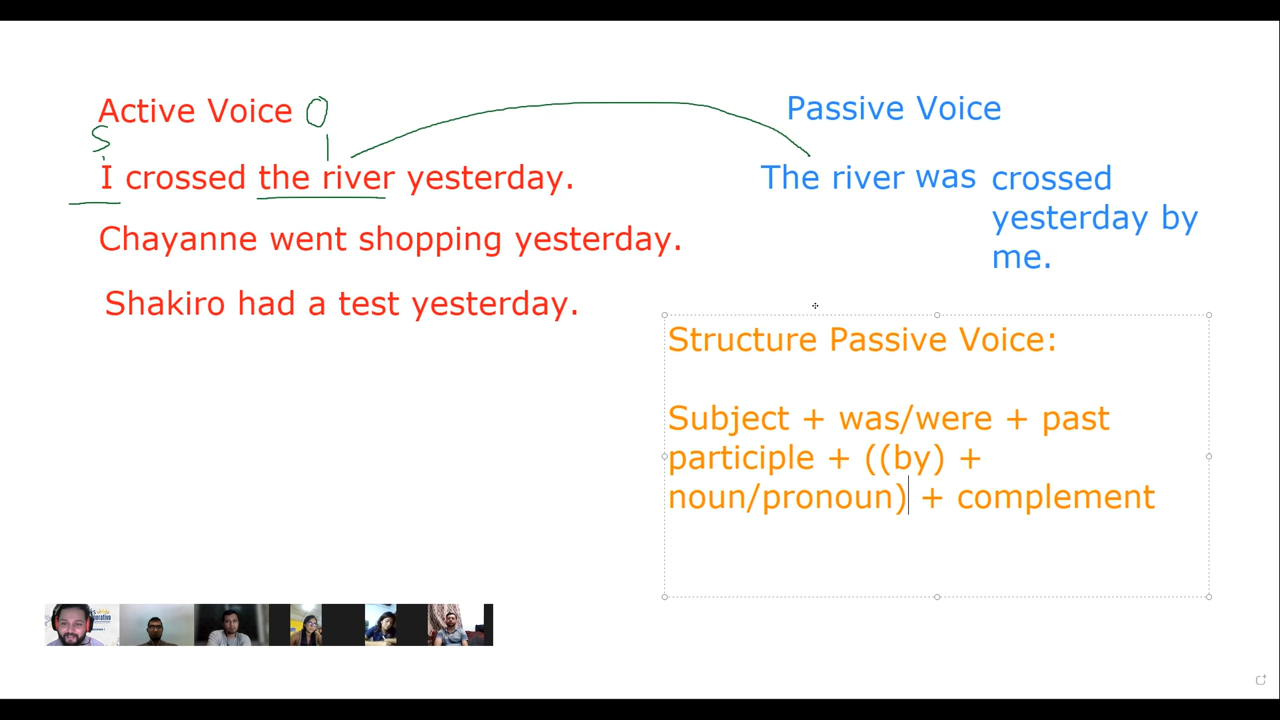 Active Voice O
S
I crossed the river yesterday.
Chayanne went shopping yesterday.
Shakiro had a test yesterday.
Passive Voice
The river was crossed
yesterday by
me.
Structure Passive Voice:
Subject + was/were + past
participle + ((by) +
noun/pronoun) + complement